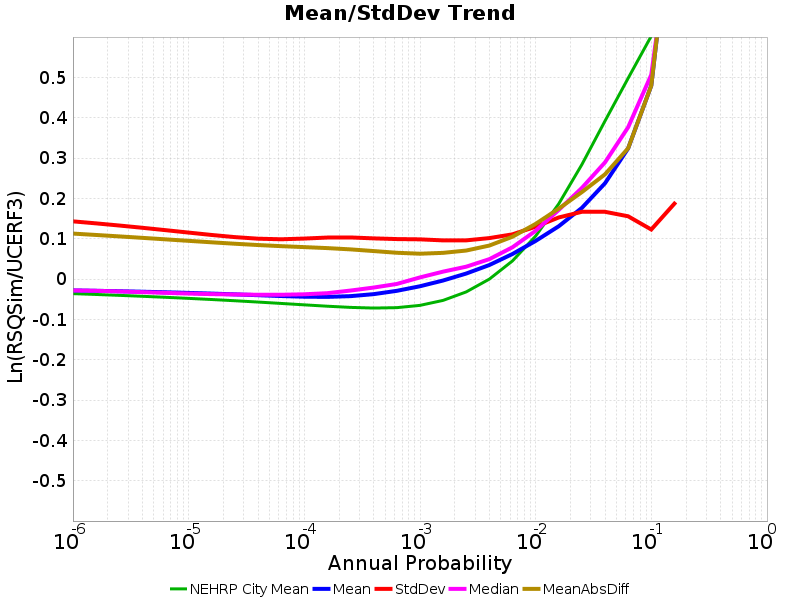 Mean/StdDev Trend
Ln(RSQSim/UCERF3)
0.5
0.4
0.3
0.2
0.1
0
-0.1
-0.2
-0.3
-0.4
-0.5
10^-6 10^-5 10^-4 10^-3 10^-2 10^-1 10^0
Annual Probability
NEHRP City Mean Mean StdDev Median MeanAbsDiff